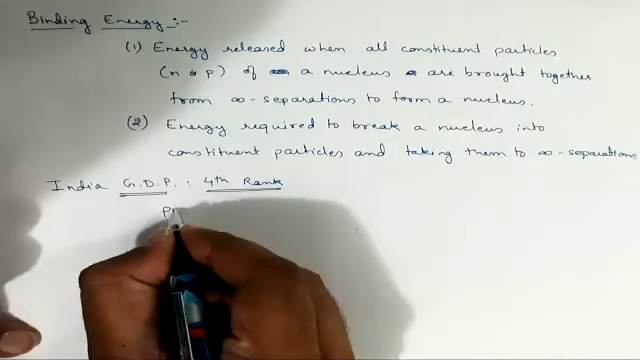 Binding Energy :-
(1) Energy released when all constituent particles
(n & p) of a nucleus are brought together
from ∞-separations to form a nucleus.
(2) Energy required to break a nucleus into
constituent particles and taking them to ∞-separations
India G.D.P. : 4th Rank